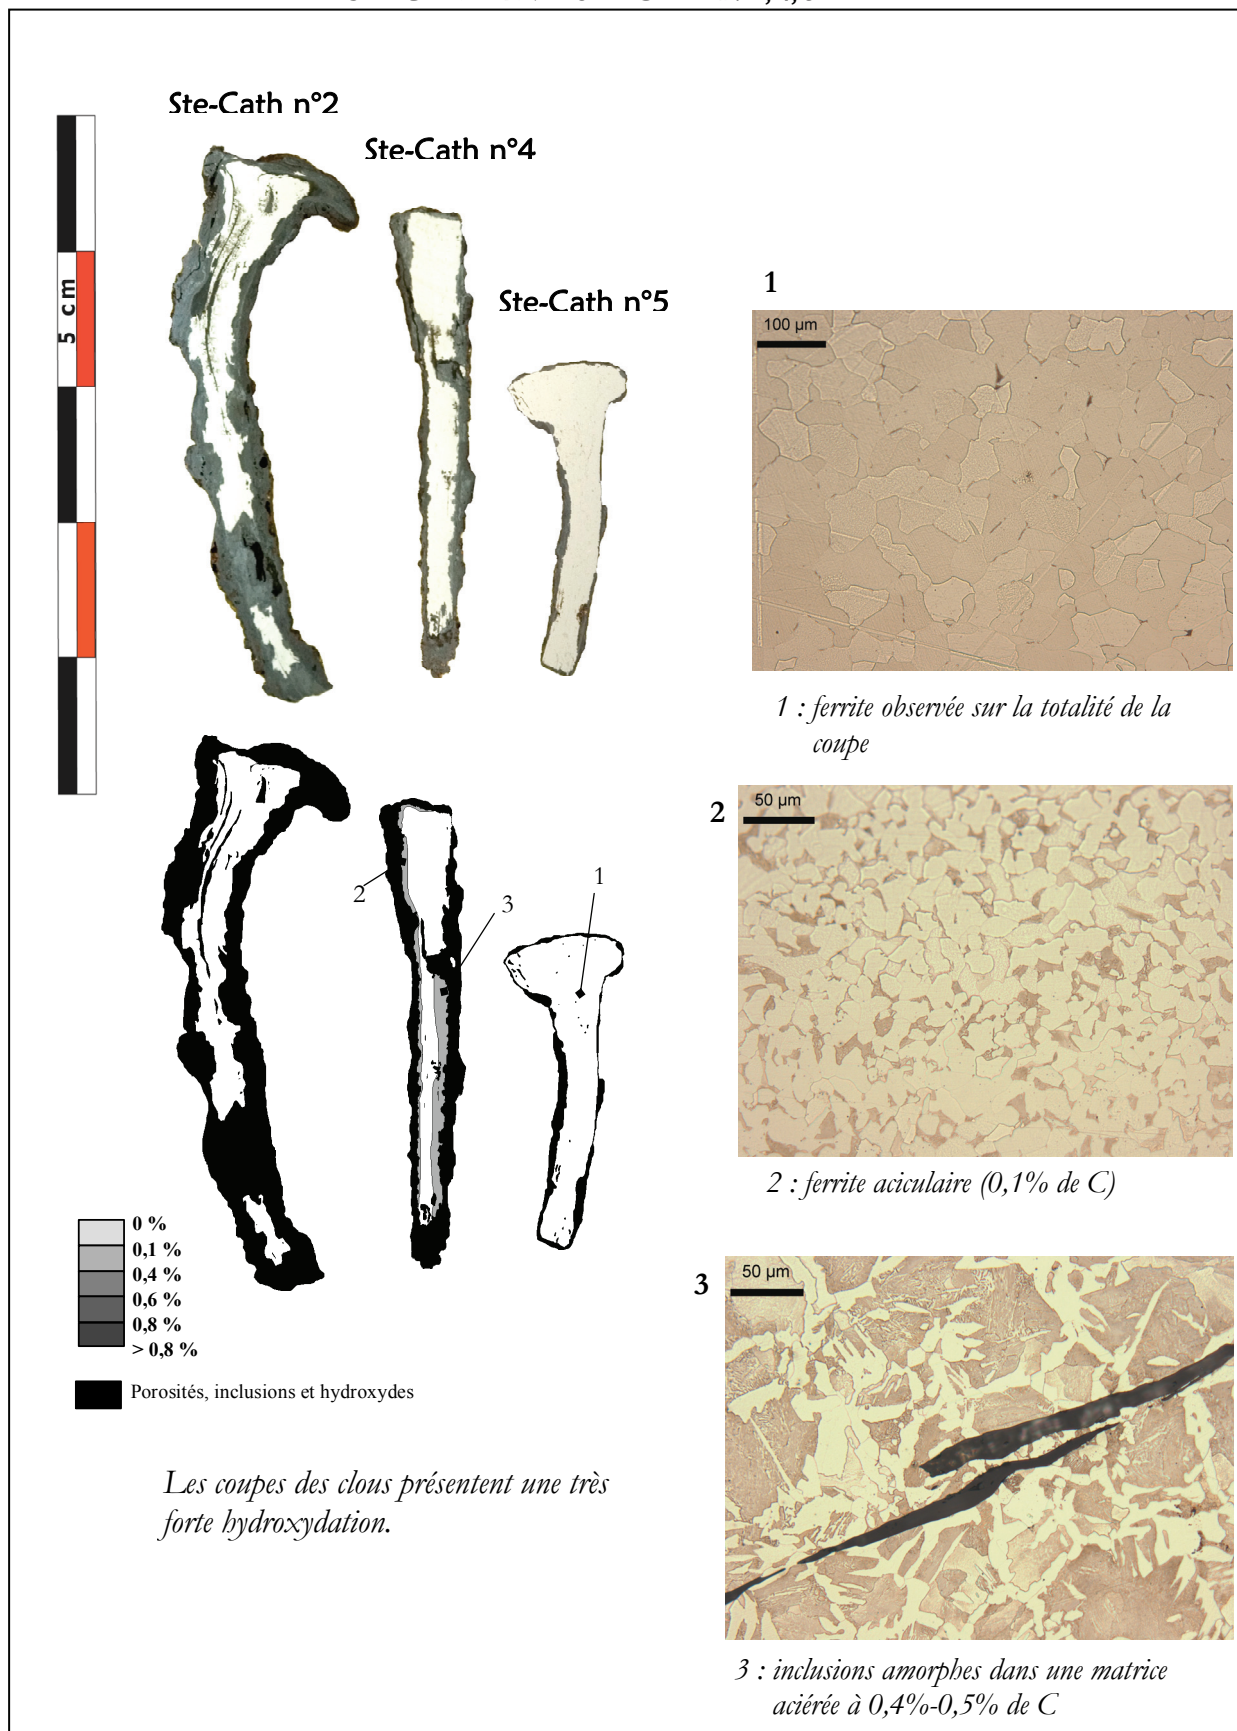 Ste-Cath n°2
Ste-Cath n°4
Ste-Cath n°5
5 cm
1
100 µm
1 : ferrite observée sur la totalité de la
coupe
2
50 µm
2 : ferrite aciculaire (0,1% de C)
2
3
1
0 %
0,1 %
0,4 %
0,6 %
0,8 %
> 0,8 %
Porosités, inclusions et hydroxydes
3
50 µm
Les coupes des clous présentent une très
forte hydroxydation.
3 : inclusions amorphes dans une matrice
aciérée à 0,4%-0,5% de C